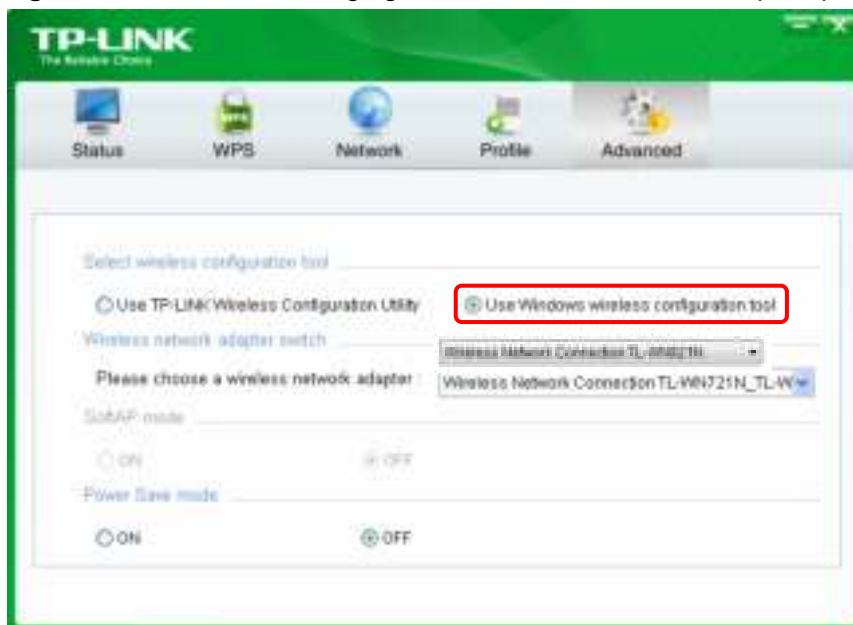 TP-LINK
The Reliable Choice
WPS
Status WPS Network Profile Advanced
Select wireless configuration tool
Use TP-LINK Wireless Configuration Utility Use Windows wireless configuration tool
Wireless network adapter switch
Wireless Network Connection TL-
Please choose a wireless network adapter : Wireless Network Connection TL-WN721N_TL-W
SoftAP mode
ON OFF
Power Save mode
ON OFF